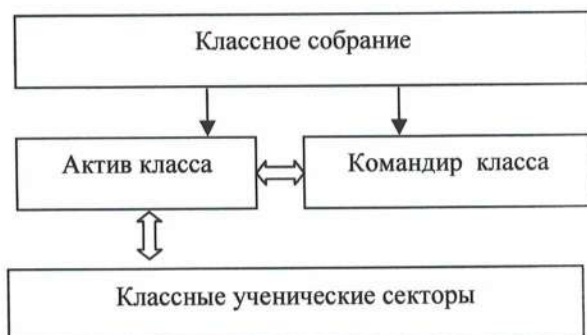 Классное собрание
Актив класса
Командир класса
Классные ученические секторы